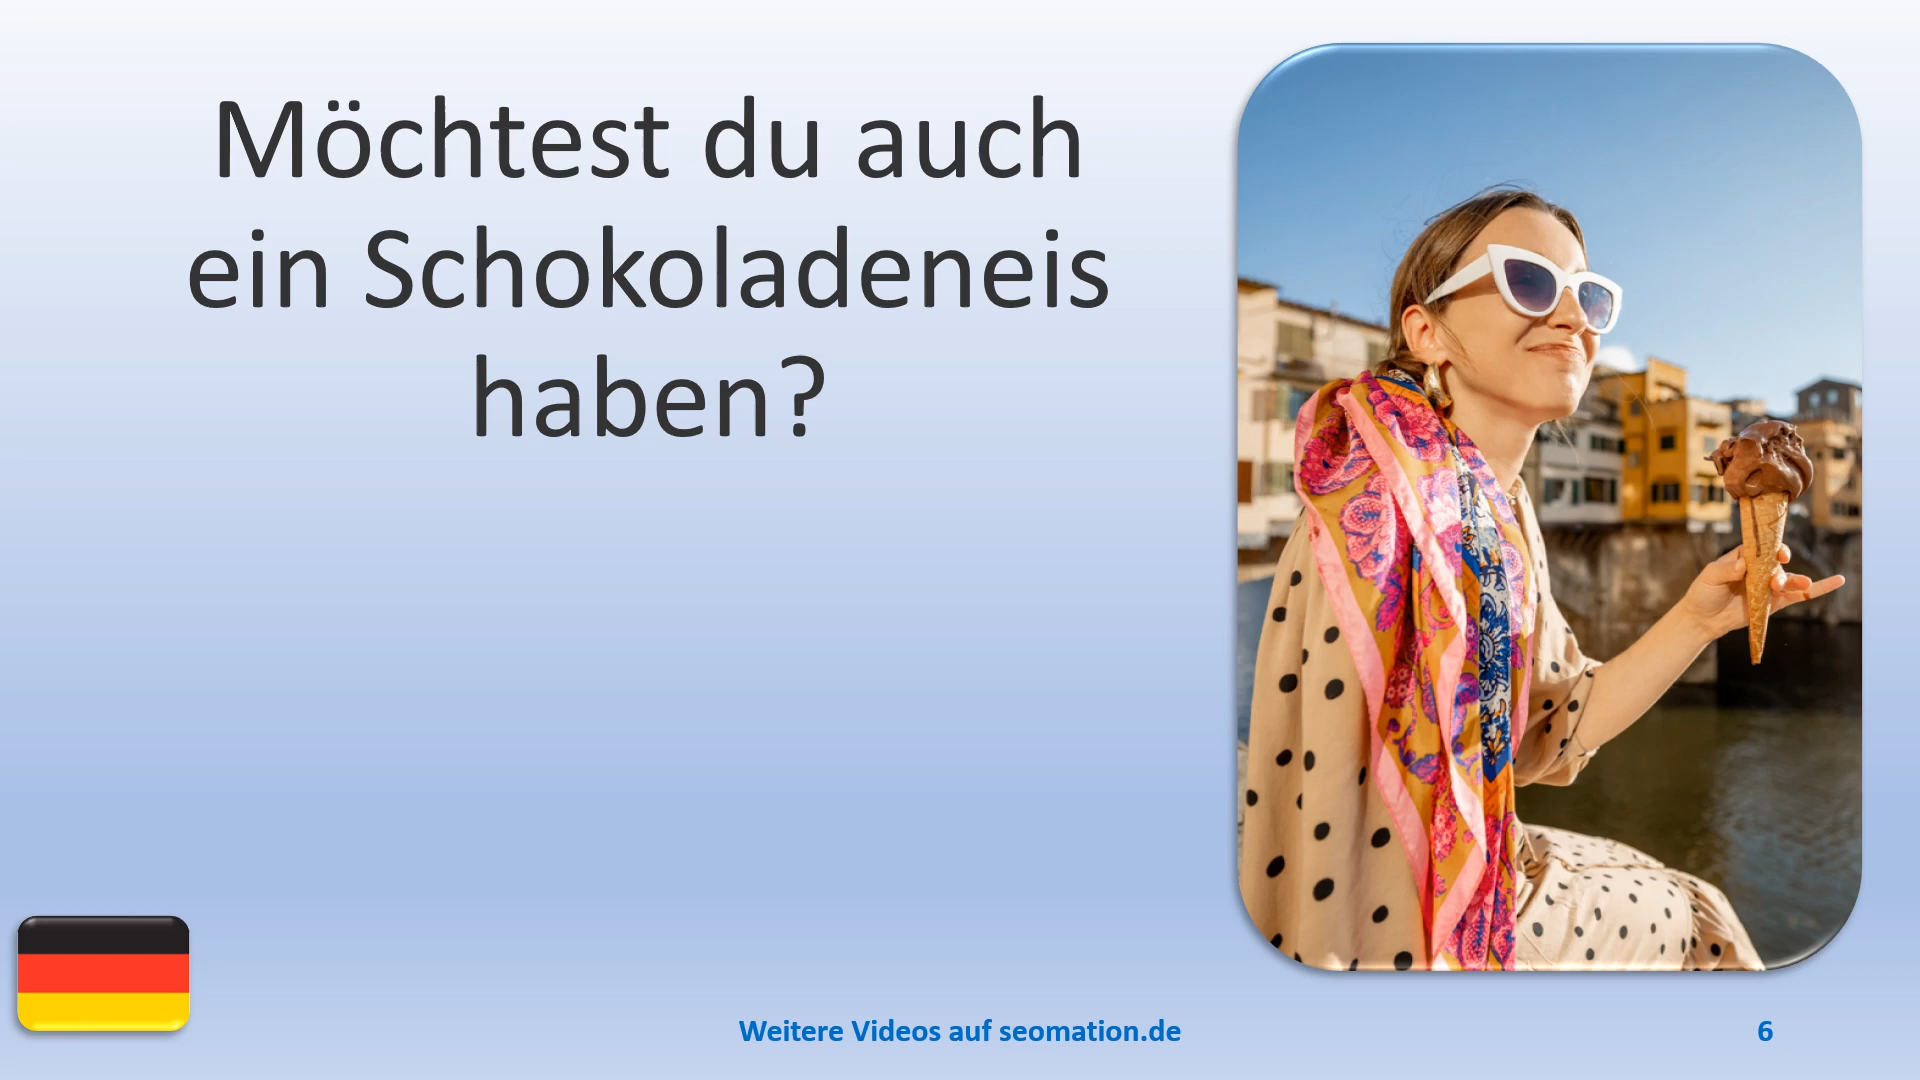 Möchtest du auch
ein Schokoladeneis
haben?
Weitere Videos auf seomation.de
6